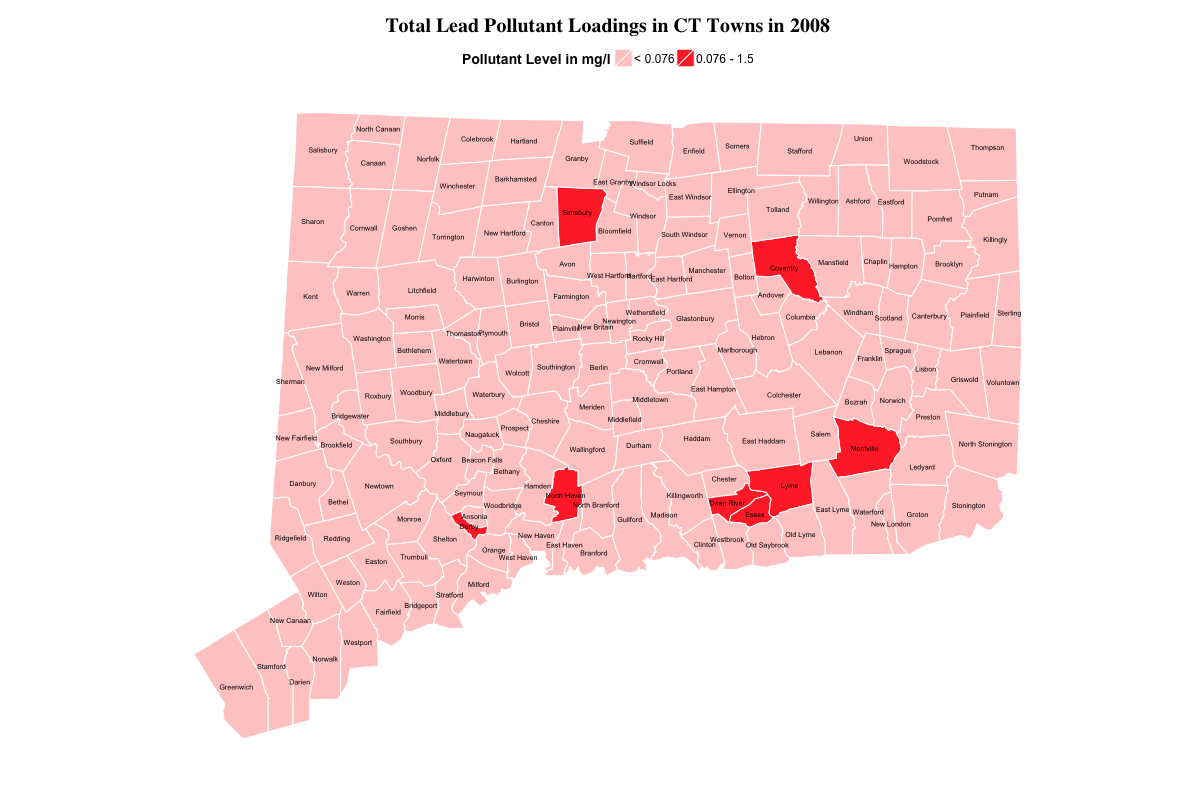 Total Lead Pollutant Loadings in CT Towns in 2008
Pollutant Level in mg/l < 0.076 0.076 - 1.5
North Canaan
Colebrook
Hartland
Suffield
Union
Salisbury
Canaan
Norfolk
Granby
Enfield
Somers
Stafford
Woodstock
Thompson
Winchester
Barkhamsted
East Granby
Windsor Locks
East Windsor
Ellington
Willington
Ashford
Eastford
Putnam
Sharon
Cornwall
Goshen
Torrington
New Hartford
Canton
Simsbury
Bloomfield
Windsor
South Windsor
Vernon
Tolland
Pomfret
Killingly
Kent
Warren
Litchfield
Harwinton
Burlington
Avon
West Hartford
Hartford
East Hartford
Manchester
Bolton
Coventry
Mansfield
Chaplin
Hampton
Brooklyn
Morris
Farmington
Andover
Washington
Bethlehem
Thomaston
Plymouth
Bristol
Plainville
New Britain
Newington
Wethersfield
Rocky Hill
Glastonbury
Hebron
Columbia
Windham
Scotland
Canterbury
Plainfield
Sterling
New Milford
Watertown
Wolcott
Southington
Berlin
Cromwell
Portland
Marlborough
Lebanon
Franklin
Sprague
Lisbon
Griswold
Voluntown
Sherman
Roxbury
Woodbury
Waterbury
Meriden
Middletown
East Hampton
Colchester
Bozrah
Norwich
Preston
Bridgewater
Middlebury
Cheshire
Middlefield
New Fairfield
Brookfield
Southbury
Naugatuck
Prospect
Wallingford
Durham
Haddam
East Haddam
Salem
Montville
North Stonington
Oxford
Beacon Falls
Bethany
Ledyard
Danbury
Bethel
Newtown
Seymour
Woodbridge
Hamden
North Haven
North Branford
Guilford
Madison
Killingworth
Chester
Deep River
Essex
Lyme
East Lyme
Waterford
New London
Groton
Stonington
Ridgefield
Redding
Monroe
Ansonia
Derby
Shelton
Orange
New Haven
West Haven
East Haven
Branford
Clinton
Westbrook
Old Saybrook
Old Lyme
Easton
Trumbull
Weston
Milford
Wilton
Stratford
Bridgeport
Fairfield
New Canaan
Westport
Norwalk
Stamford
Darien
Greenwich